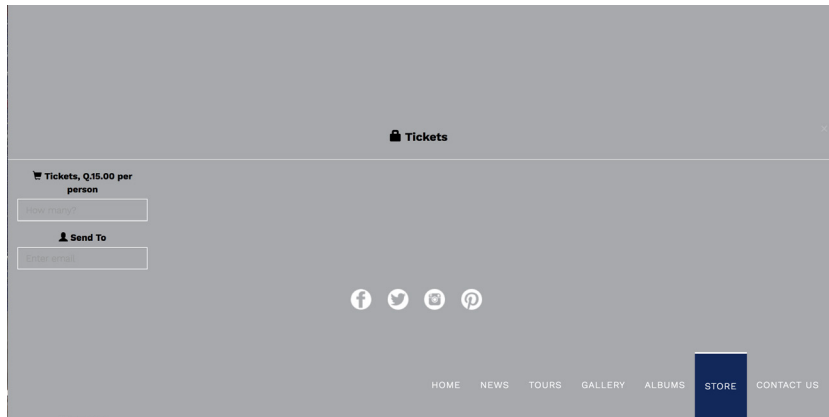 Tickets
×
Tickets, Q.15.00 per
person
How many?
Send To
Enter email
HOME NEWS TOURS GALLERY ALBUMS STORE CONTACT US